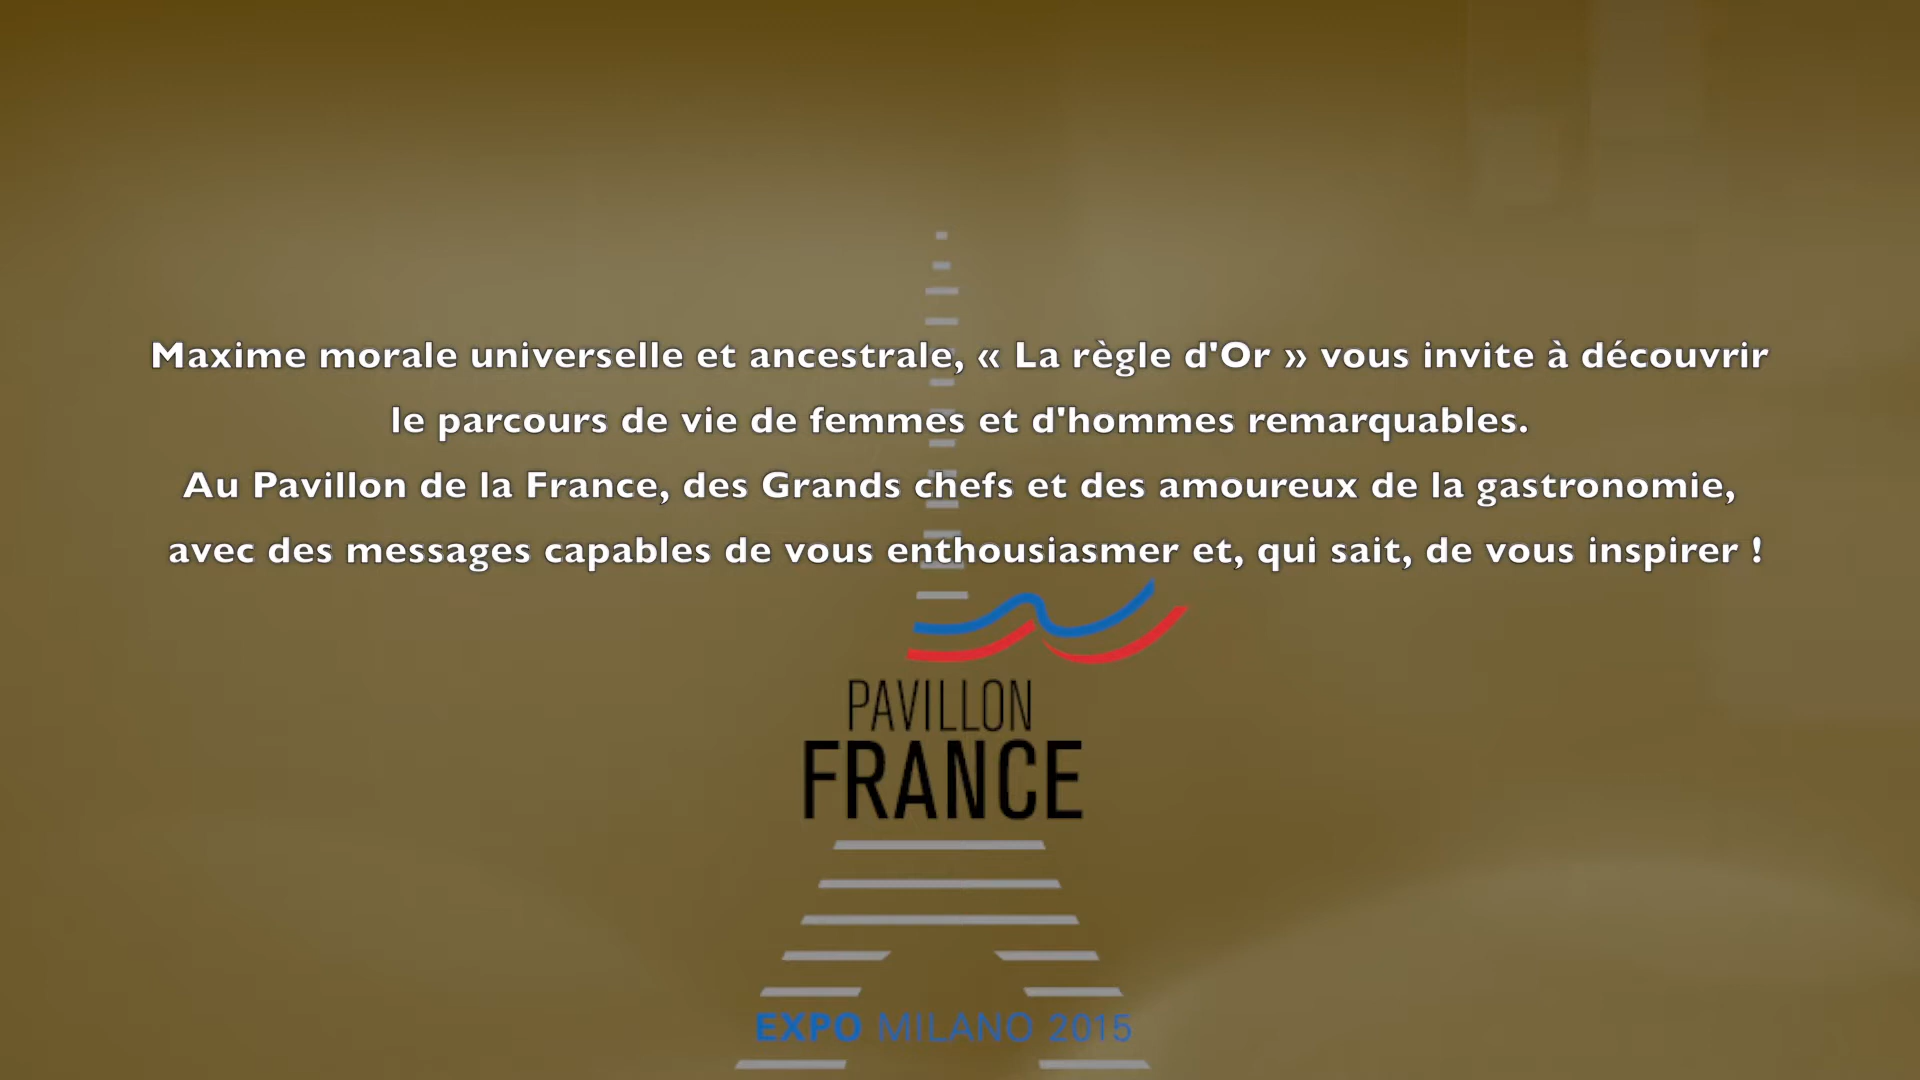 Maxime morale universelle et ancestrale, « La règle d'Or » vous invite à découvrir
le parcours de vie de femmes et d'hommes remarquables.
Au Pavillon de la France, des Grands chefs et des amoureux de la gastronomie,
avec des messages capables de vous enthousiasmer et, qui sait, de vous inspirer !
PAVILLON
FRANCE
EXPO MILANO 2015